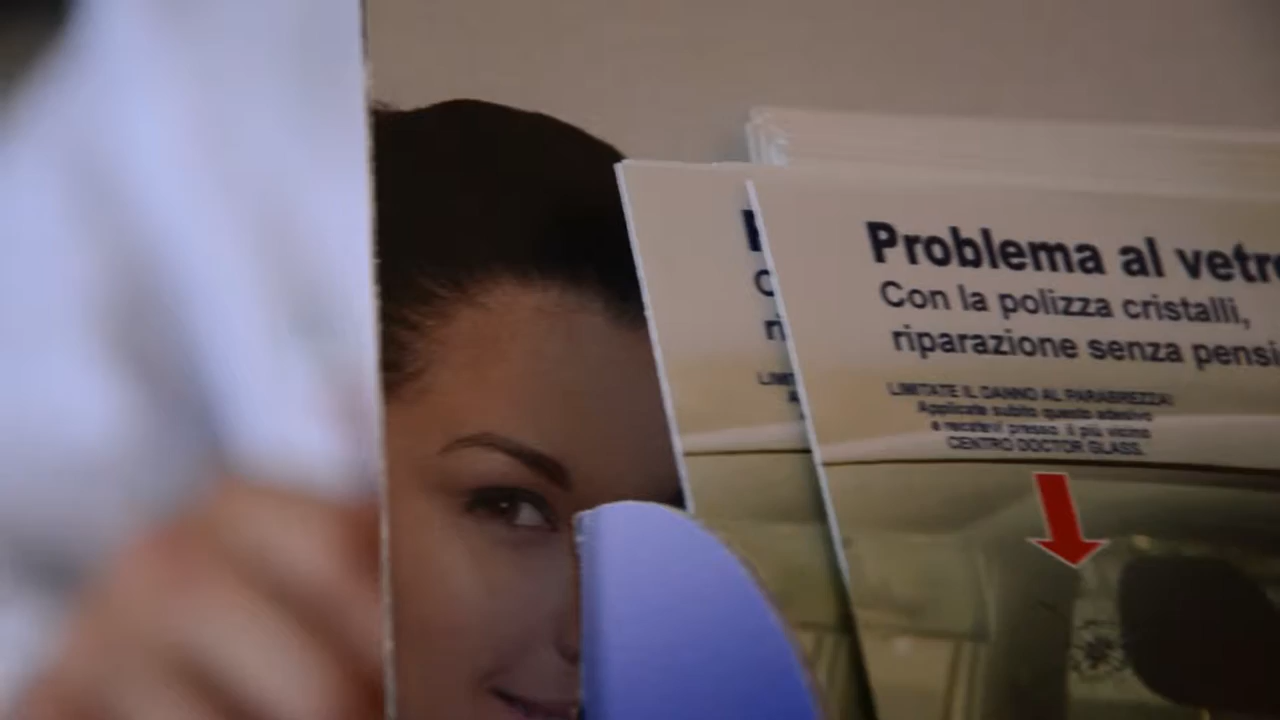 Problema al vetro
Con la polizza cristalli,
riparazione senza pensi
LIMITATE IL DANNO AL PARABREZZA!
Applicate subito questo adesivo
e recatevi presso il più vicino
CENTRO DOCTOR GLASS.